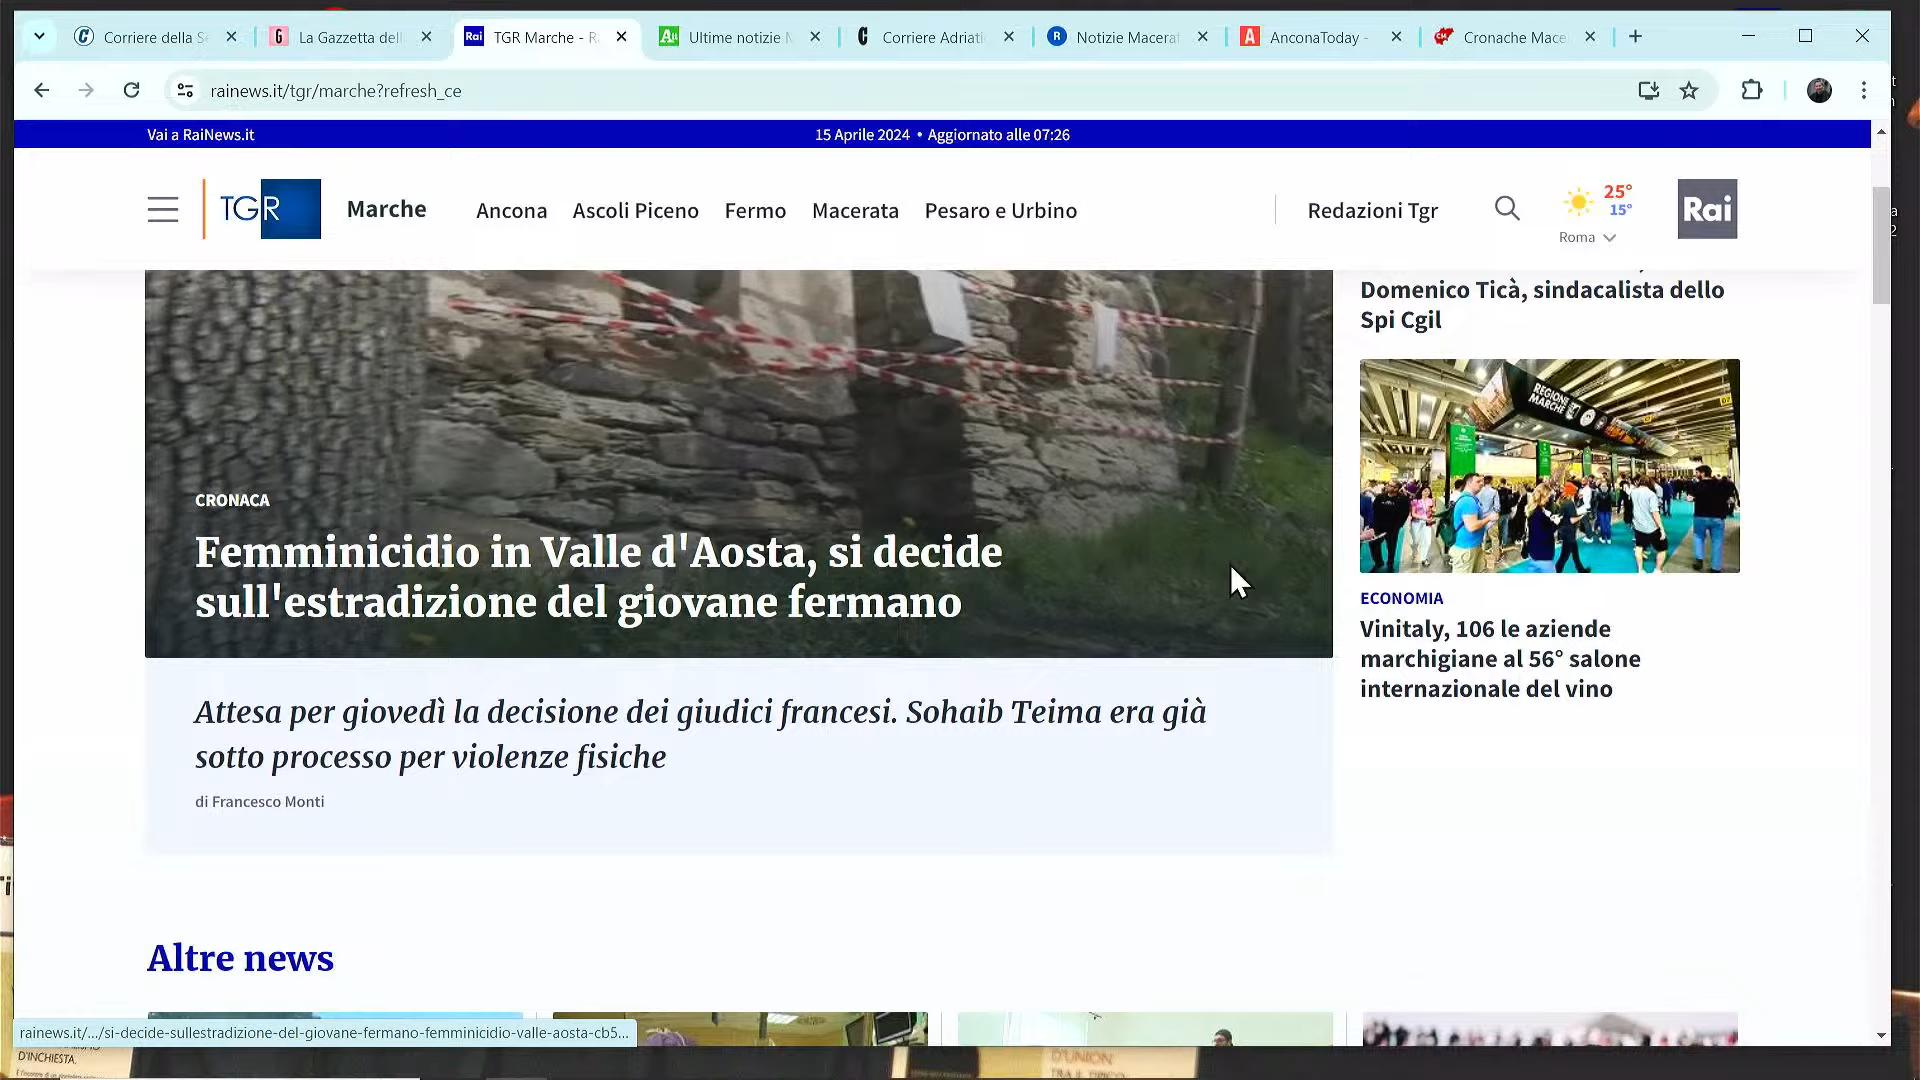 Corriere della S
La Gazzetta dell
TGR Marche - R
Ultime notizie
Corriere Adriati
Notizie Macerat
AnconaToday -
Cronache Mace
rainews.it/tgr/marche?refresh_ce
Vai a RaiNews.it
15 Aprile 2024 • Aggiornato alle 07:26
TGR
Marche
Ancona
Ascoli Piceno
Fermo
Macerata
Pesaro e Urbino
Redazioni Tgr
25°
15°
Roma
Rai
Domenico Ticà, sindacalista dello
Spi Cgil
REGIONE
MARCHE
CRONACA
Femminicidio in Valle d'Aosta, si decide
sull'estradizione del giovane fermano
ECONOMIA
Vinitaly, 106 le aziende
marchigiane al 56° salone
internazionale del vino
Attesa per giovedì la decisione dei giudici francesi. Sohaib Teima era già
sotto processo per violenze fisiche
di Francesco Monti
Altre news
rainews.it/.../si-decide-sullestradizione-del-giovane-fermano-femminicidio-valle-aosta-cb5...
D'INCHIESTA.
D'UNION